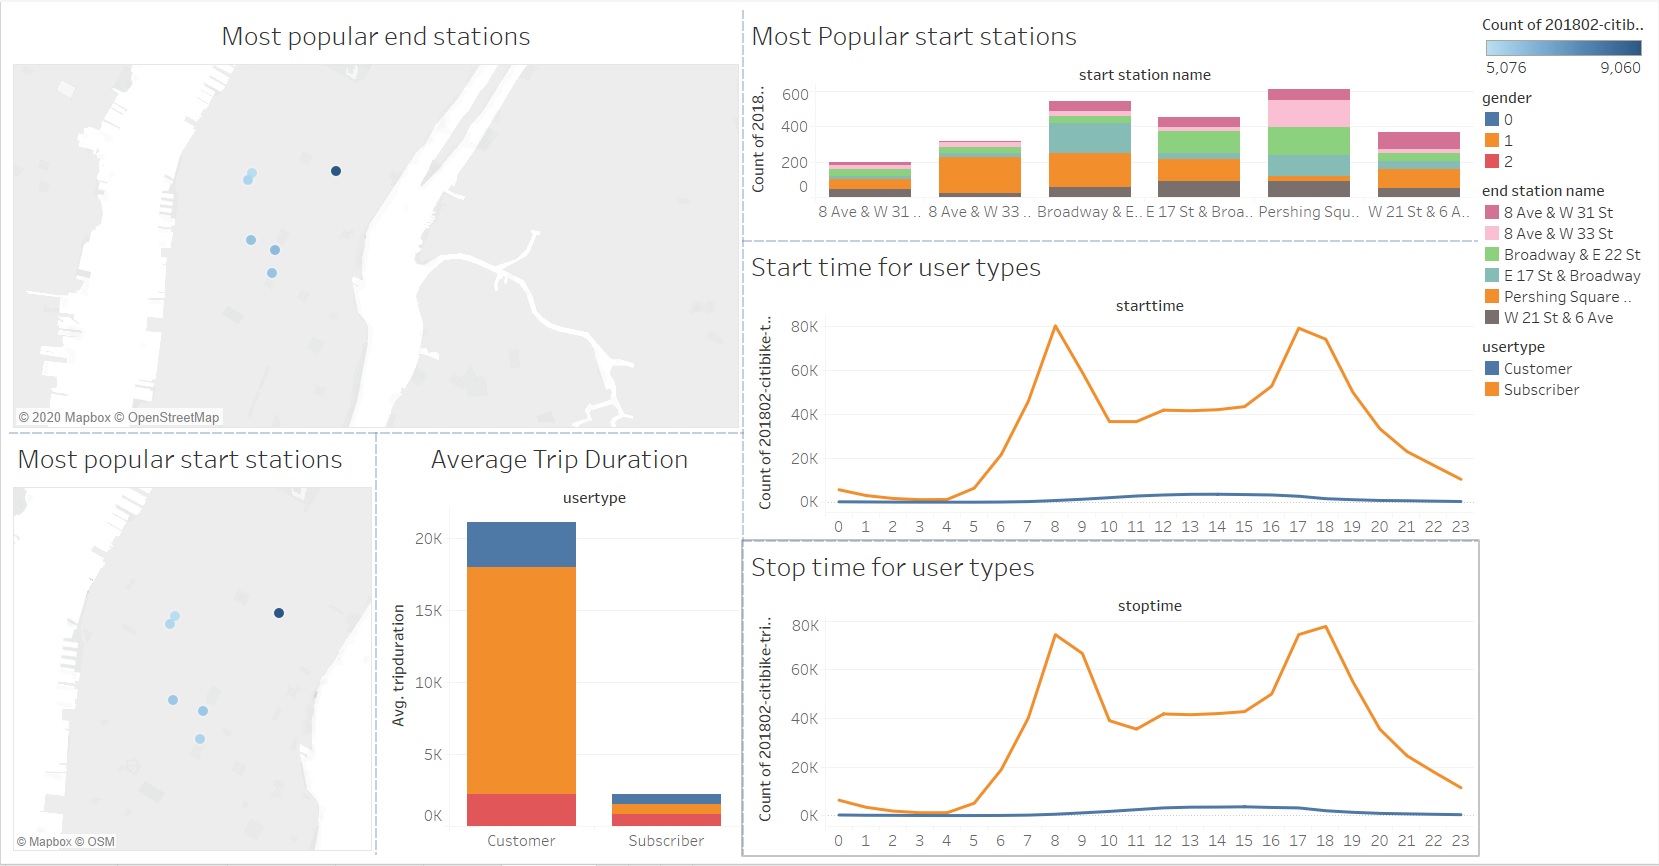 Most popular end stations
© 2020 Mapbox © OpenStreetMap
Most popular start stations
© Mapbox © OSM
Average Trip Duration
usertype
Avg. tripduration
20K
15K
10K
5K
0K
Customer Subscriber
Most Popular start stations
start station name
Count of 2018..
600
400
200
0
8 Ave & W 31 .. 8 Ave & W 33 .. Broadway & E.. E 17 St & Broa.. Pershing Squ.. W 21 St & 6 A..
Start time for user types
starttime
Count of 201802-citibike-t..
80K
60K
40K
20K
0K
0 1 2 3 4 5 6 7 8 9 10 11 12 13 14 15 16 17 18 19 20 21 22 23
Stop time for user types
stoptime
Count of 201802-citibike-tri..
80K
60K
40K
20K
0K
0 1 2 3 4 5 6 7 8 9 10 11 12 13 14 15 16 17 18 19 20 21 22 23
Count of 201802-citib..
5,076 9,060
gender
0
1
2
end station name
8 Ave & W 31 St
8 Ave & W 33 St
Broadway & E 22 St
E 17 St & Broadway
Pershing Square ..
W 21 St & 6 Ave
usertype
Customer
Subscriber